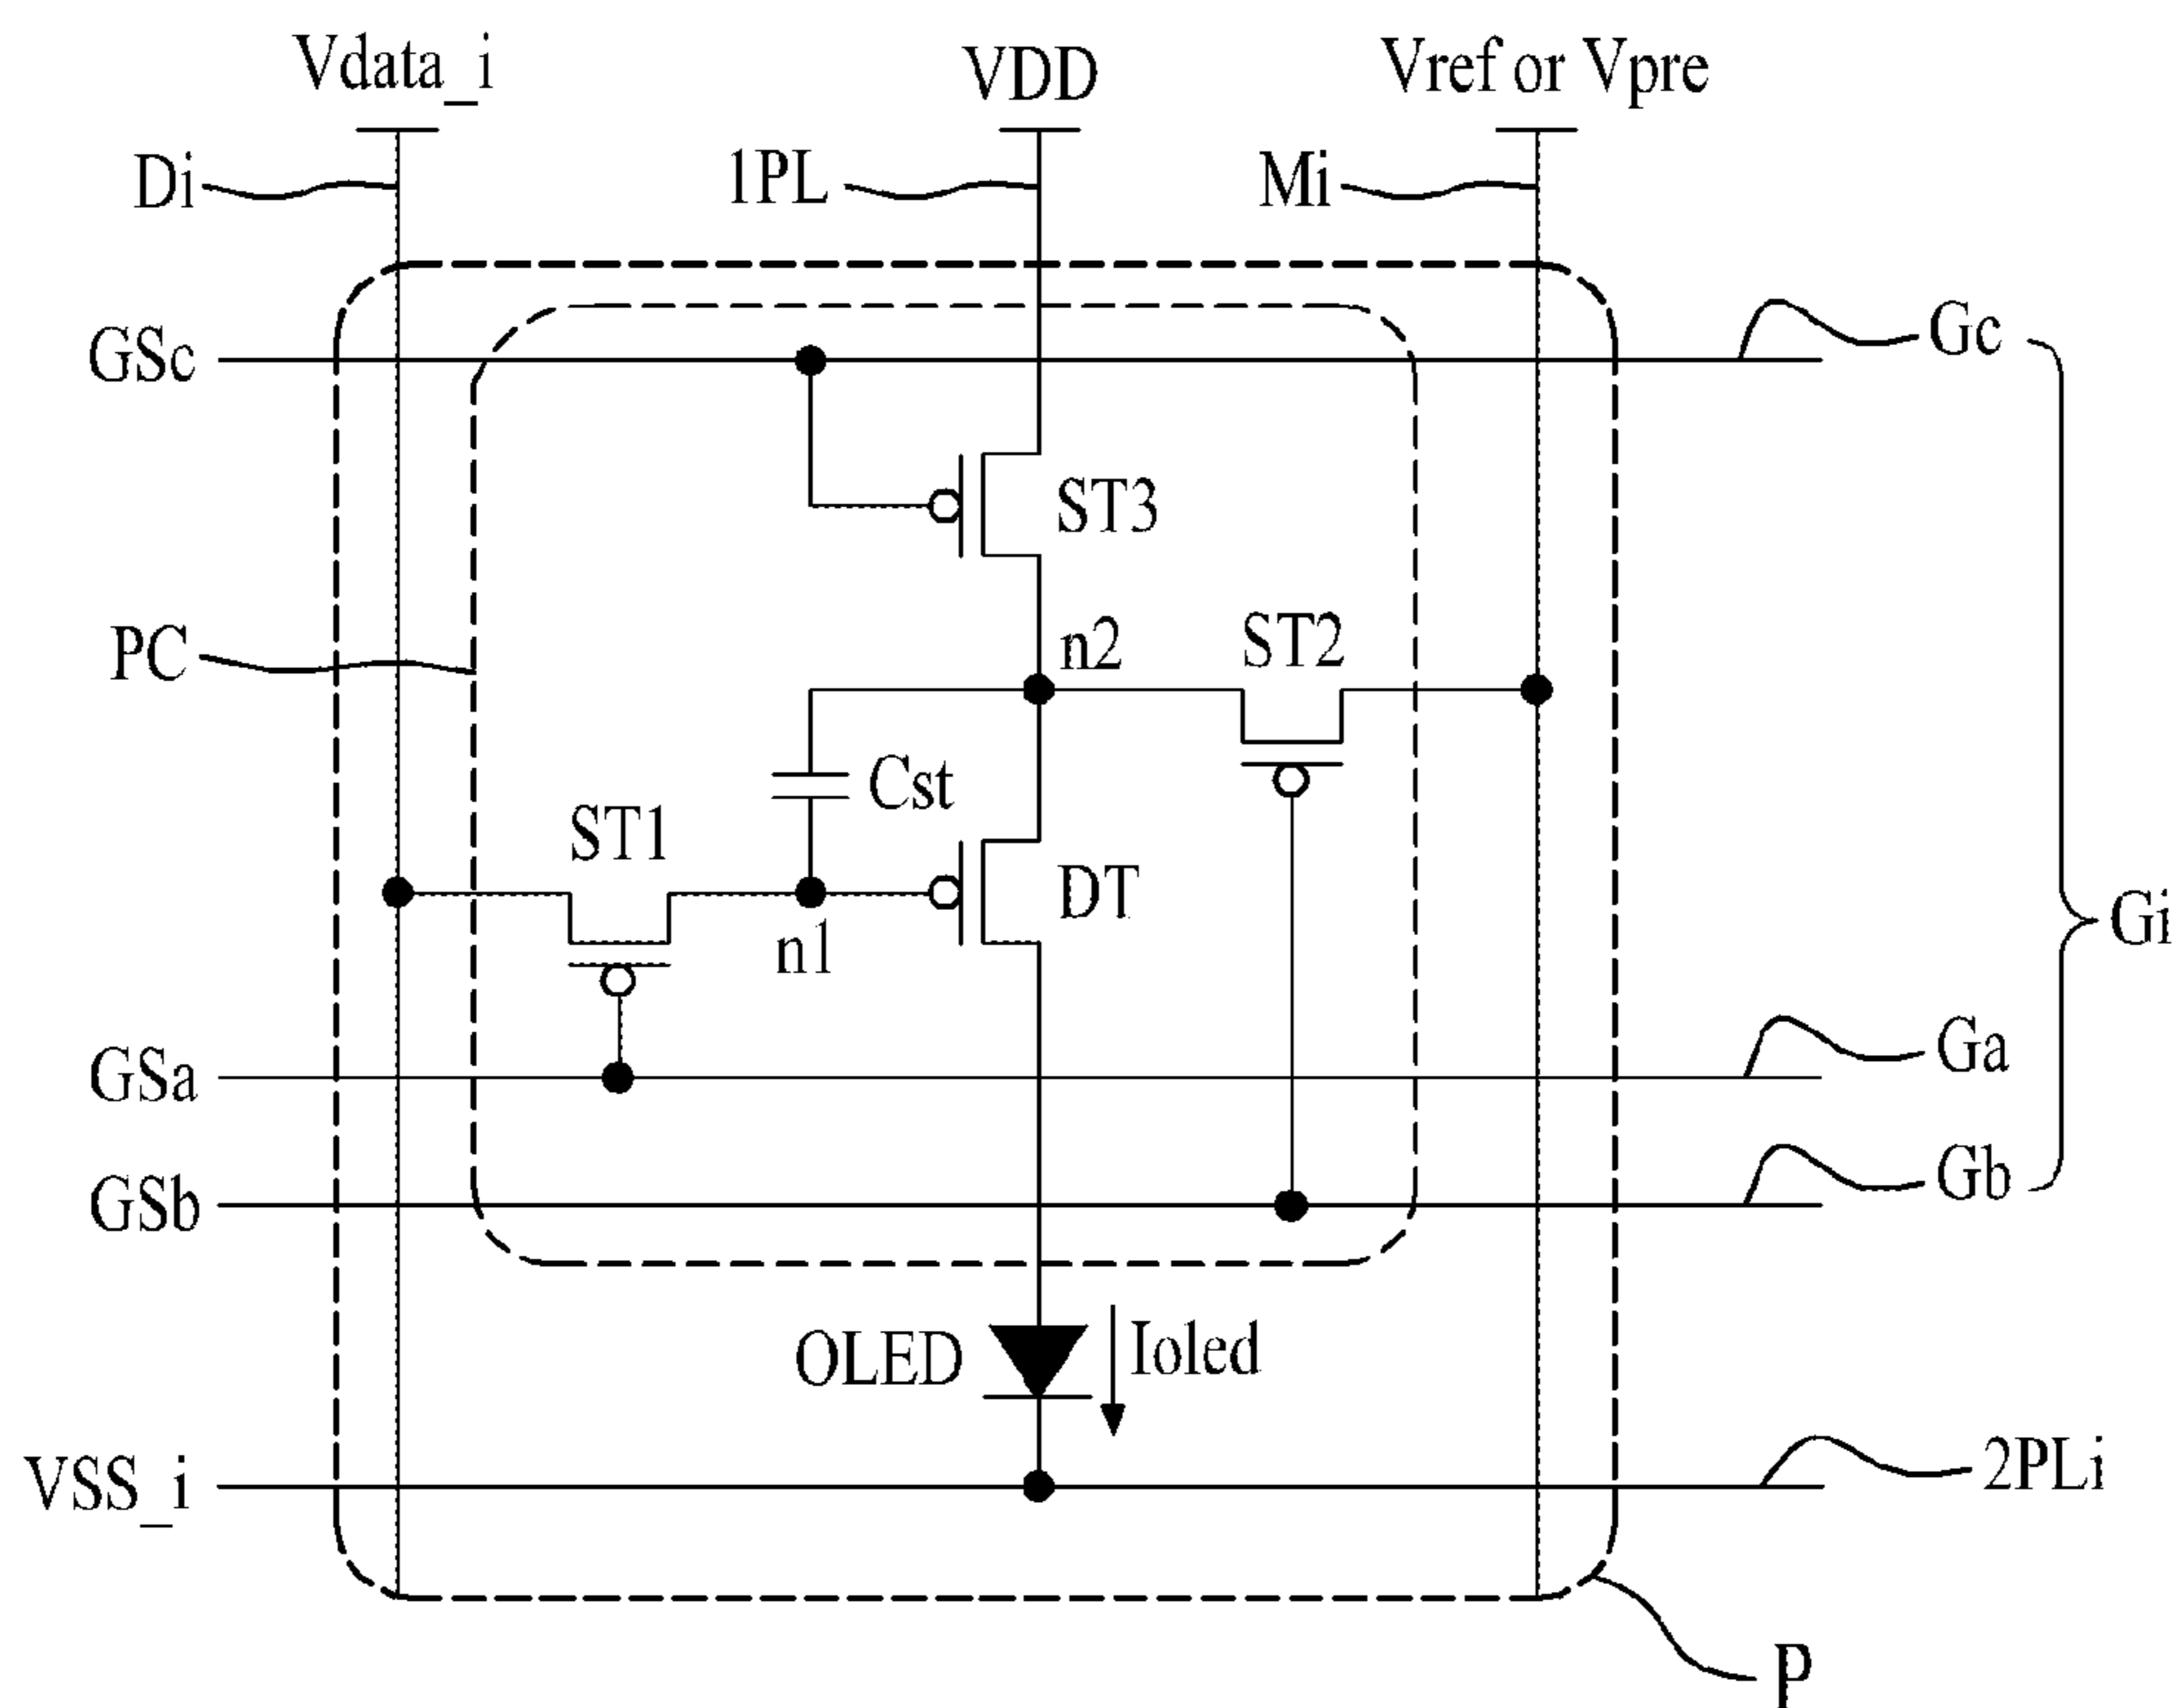 Vdata_i
VDD
Vref or Vpre
Di
1PL
Mi
GSc
Gc
ST3
PC
n2
ST2
Cst
ST1
DT
n1
Gi
GSa
Ga
GSb
Gb
OLED
Ioled
VSS_i
2PLi
P